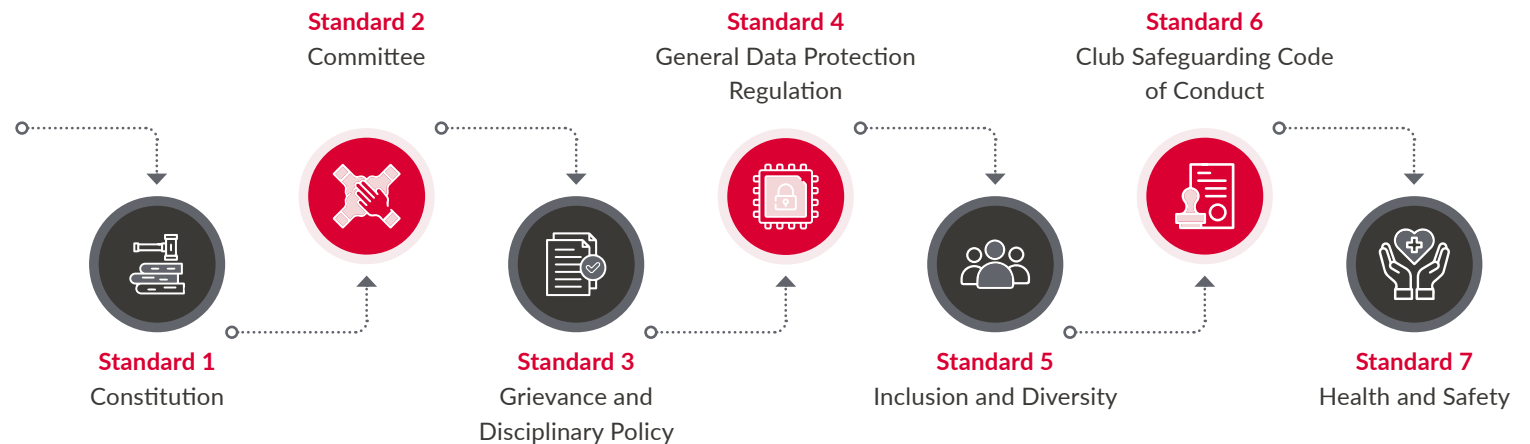 Standard 1
Constitution
Standard 2
Committee
Standard 3
Grievance and
Disciplinary Policy
Standard 4
General Data Protection
Regulation
Standard 5
Inclusion and Diversity
Standard 6
Club Safeguarding Code
of Conduct
Standard 7
Health and Safety